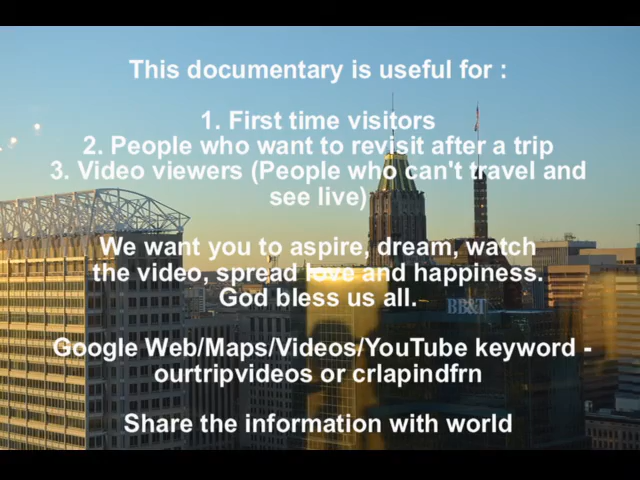 This documentary is useful for :
1. First time visitors
2. People who want to revisit after a trip
3. Video viewers (People who can't travel and
see live)
We want you to aspire, dream, watch
the video, spread love and happiness.
God bless us all.
BB&T
Google Web/Maps/Videos/YouTube keyword -
ourtripvideos or crlapindfrn
Share the information with world